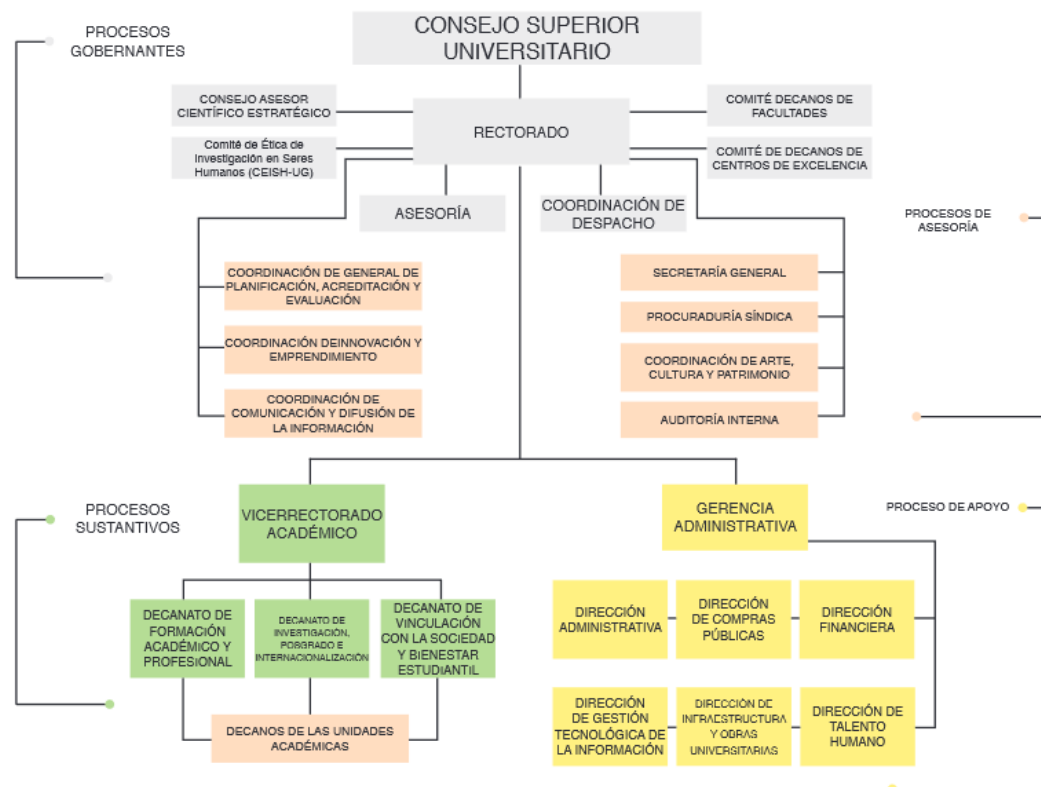 PROCESOS
GOBERNANTES
CONSEJO SUPERIOR
UNIVERSITARIO
CONSEJO ASESOR
CIENTÍFICO ESTRATÉGICO
RECTORADO
COMITÉ DECANOS DE
FACULTADES
Comité de Ética de
Investigación en Seres
Humanos (CEISH-UG)
COMITÉ DE DECANOS DE
CENTROS DE EXCELENCIA
ASESORÍA
COORDINACIÓN DE
DESPACHO
PROCESOS DE
ASESORÍA
COORDINACIÓN DE GENERAL DE
PLANIFICACIÓN, ACREDITACIÓN Y
EVALUACIÓN
COORDINACIÓN DEINNOVACIÓN Y
EMPRENDIMIENTO
COORDINACIÓN DE
COMUNICACIÓN Y DIFUSIÓN DE
LA INFORMACIÓN
SECRETARÍA GENERAL
PROCURADURÍA SÍNDICA
COORDINACIÓN DE ARTE,
CULTURA Y PATRIMONIO
AUDITORÍA INTERNA
PROCESOS
SUSTANTIVOS
VICERRECTORADO
ACADÉMICO
GERENCIA
ADMINISTRATIVA
PROCESO DE APOYO
DECANATO DE
FORMACIÓN
ACADÉMICO Y
PROFESIONAL
DECANATO DE
INVESTIGACIÓN,
POSGRADO E
INTERNACIONALIZACIÓN
DECANATO DE
VINCULACIÓN
CON LA SOCIEDAD
Y BIENESTAR
ESTUDIANTIL
DECANOS DE LAS UNIDADES
ACADÉMICAS
DIRECCIÓN
ADMINISTRATIVA
DIRECCIÓN
DE COMPRAS
PÚBLICAS
DIRECCIÓN
FINANCIERA
DIRECCIÓN
DE GESTIÓN
TECNOLÓGICA DE
LA INFORMACIÓN
DIRECCIÓN DE
INFRAESTRUCTURA
Y OBRAS
UNIVERSITARIAS
DIRECCIÓN DE
TALENTO
HUMANO